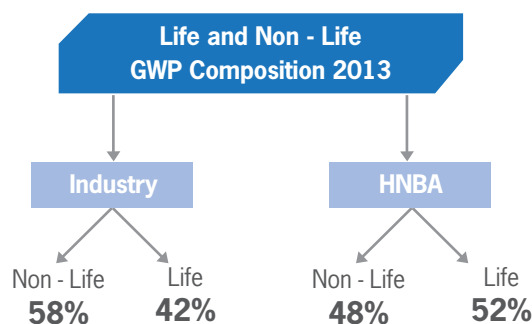 Life and Non - Life
GWP Composition 2013
Industry
HNBA
Non - Life
58%
Life
42%
Non - Life
48%
Life
52%